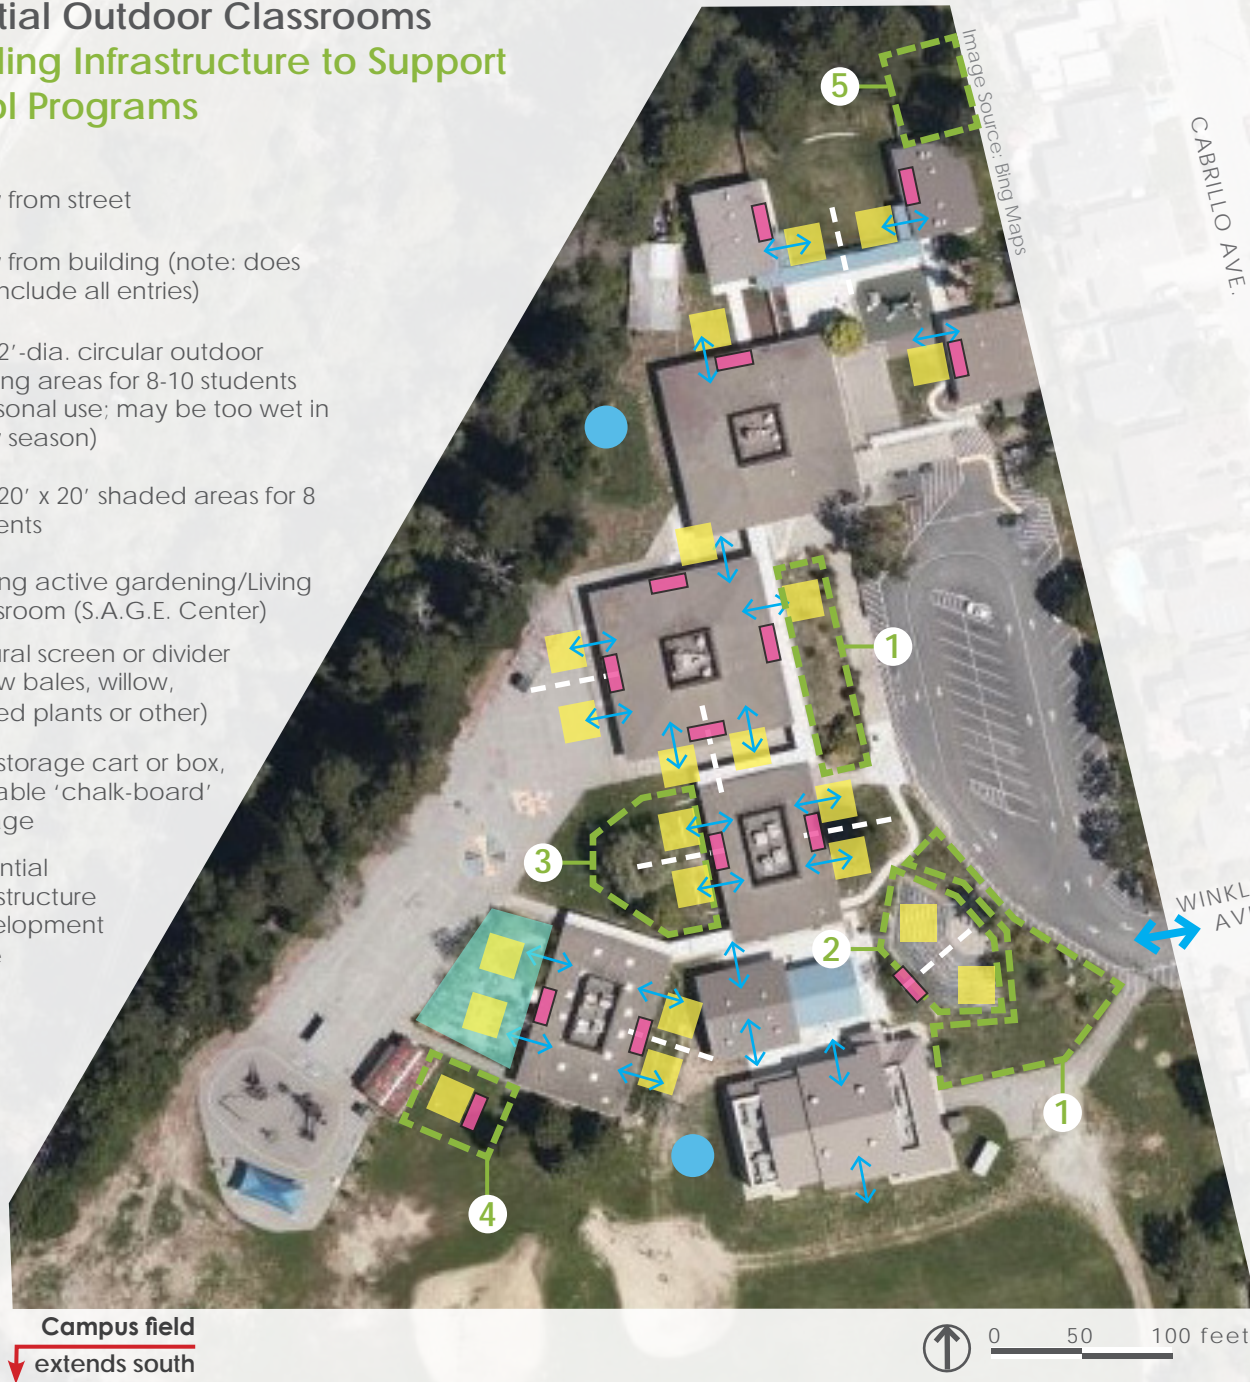 tial Outdoor Classrooms
ling Infrastructure to Support
ol Programs
y from street
y from building (note: does
include all entries)
2'-dia. circular outdoor
ing areas for 8-10 students
sonal use; may be too wet in
y season)
20' x 20' shaded areas for 8
ents
ng active gardening/Living
sroom (S.A.G.E. Center)
ural screen or divider
w bales, willow,
ed plants or other)
storage cart or box,
able 'chalk-board'
age
ntial
structure
elopment
Image Source: Bing Maps
CABRILLO AVE.
WINKL
AV
5
1
3
2
1
4
Campus field
extends south
0 50 100 feet